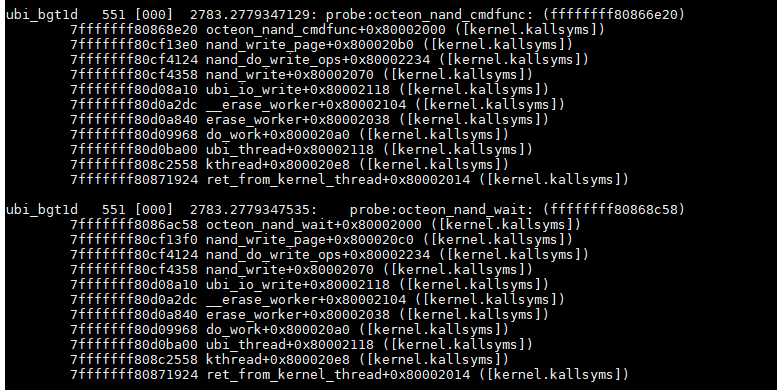 ubi_bgt1d   551 [000]  2783.2779347129: probe:octeon_nand_cmdfunc: (ffffffff80866e20)
7fffffff80868e20 octeon_nand_cmdfunc+0x80002000 ([kernel.kallsyms])
7fffffff80cf13e0 nand_write_page+0x800020b0 ([kernel.kallsyms])
7fffffff80cf4124 nand_do_write_ops+0x80002234 ([kernel.kallsyms])
7fffffff80cf4358 nand_write+0x80002070 ([kernel.kallsyms])
7fffffff80d08a10 ubi_io_write+0x80002118 ([kernel.kallsyms])
7fffffff80d0a2dc __erase_worker+0x80002104 ([kernel.kallsyms])
7fffffff80d0a840 erase_worker+0x80002038 ([kernel.kallsyms])
7fffffff80d09968 do_work+0x800020a0 ([kernel.kallsyms])
7fffffff80d0ba00 ubi_thread+0x80002118 ([kernel.kallsyms])
7fffffff808c2558 kthread+0x800020e8 ([kernel.kallsyms])
7fffffff80871924 ret_from_kernel_thread+0x80002014 ([kernel.kallsyms])
ubi_bgt1d   551 [000]  2783.2779347535:    probe:octeon_nand_wait: (ffffffff80868c58)
7fffffff8086ac58 octeon_nand_wait+0x80002000 ([kernel.kallsyms])
7fffffff80cf13f0 nand_write_page+0x800020c0 ([kernel.kallsyms])
7fffffff80cf4124 nand_do_write_ops+0x80002234 ([kernel.kallsyms])
7fffffff80cf4358 nand_write+0x80002070 ([kernel.kallsyms])
7fffffff80d08a10 ubi_io_write+0x80002118 ([kernel.kallsyms])
7fffffff80d0a2dc __erase_worker+0x80002104 ([kernel.kallsyms])
7fffffff80d0a840 erase_worker+0x80002038 ([kernel.kallsyms])
7fffffff80d09968 do_work+0x800020a0 ([kernel.kallsyms])
7fffffff80d0ba00 ubi_thread+0x80002118 ([kernel.kallsyms])
7fffffff808c2558 kthread+0x800020e8 ([kernel.kallsyms])
7fffffff80871924 ret_from_kernel_thread+0x80002014 ([kernel.kallsyms])